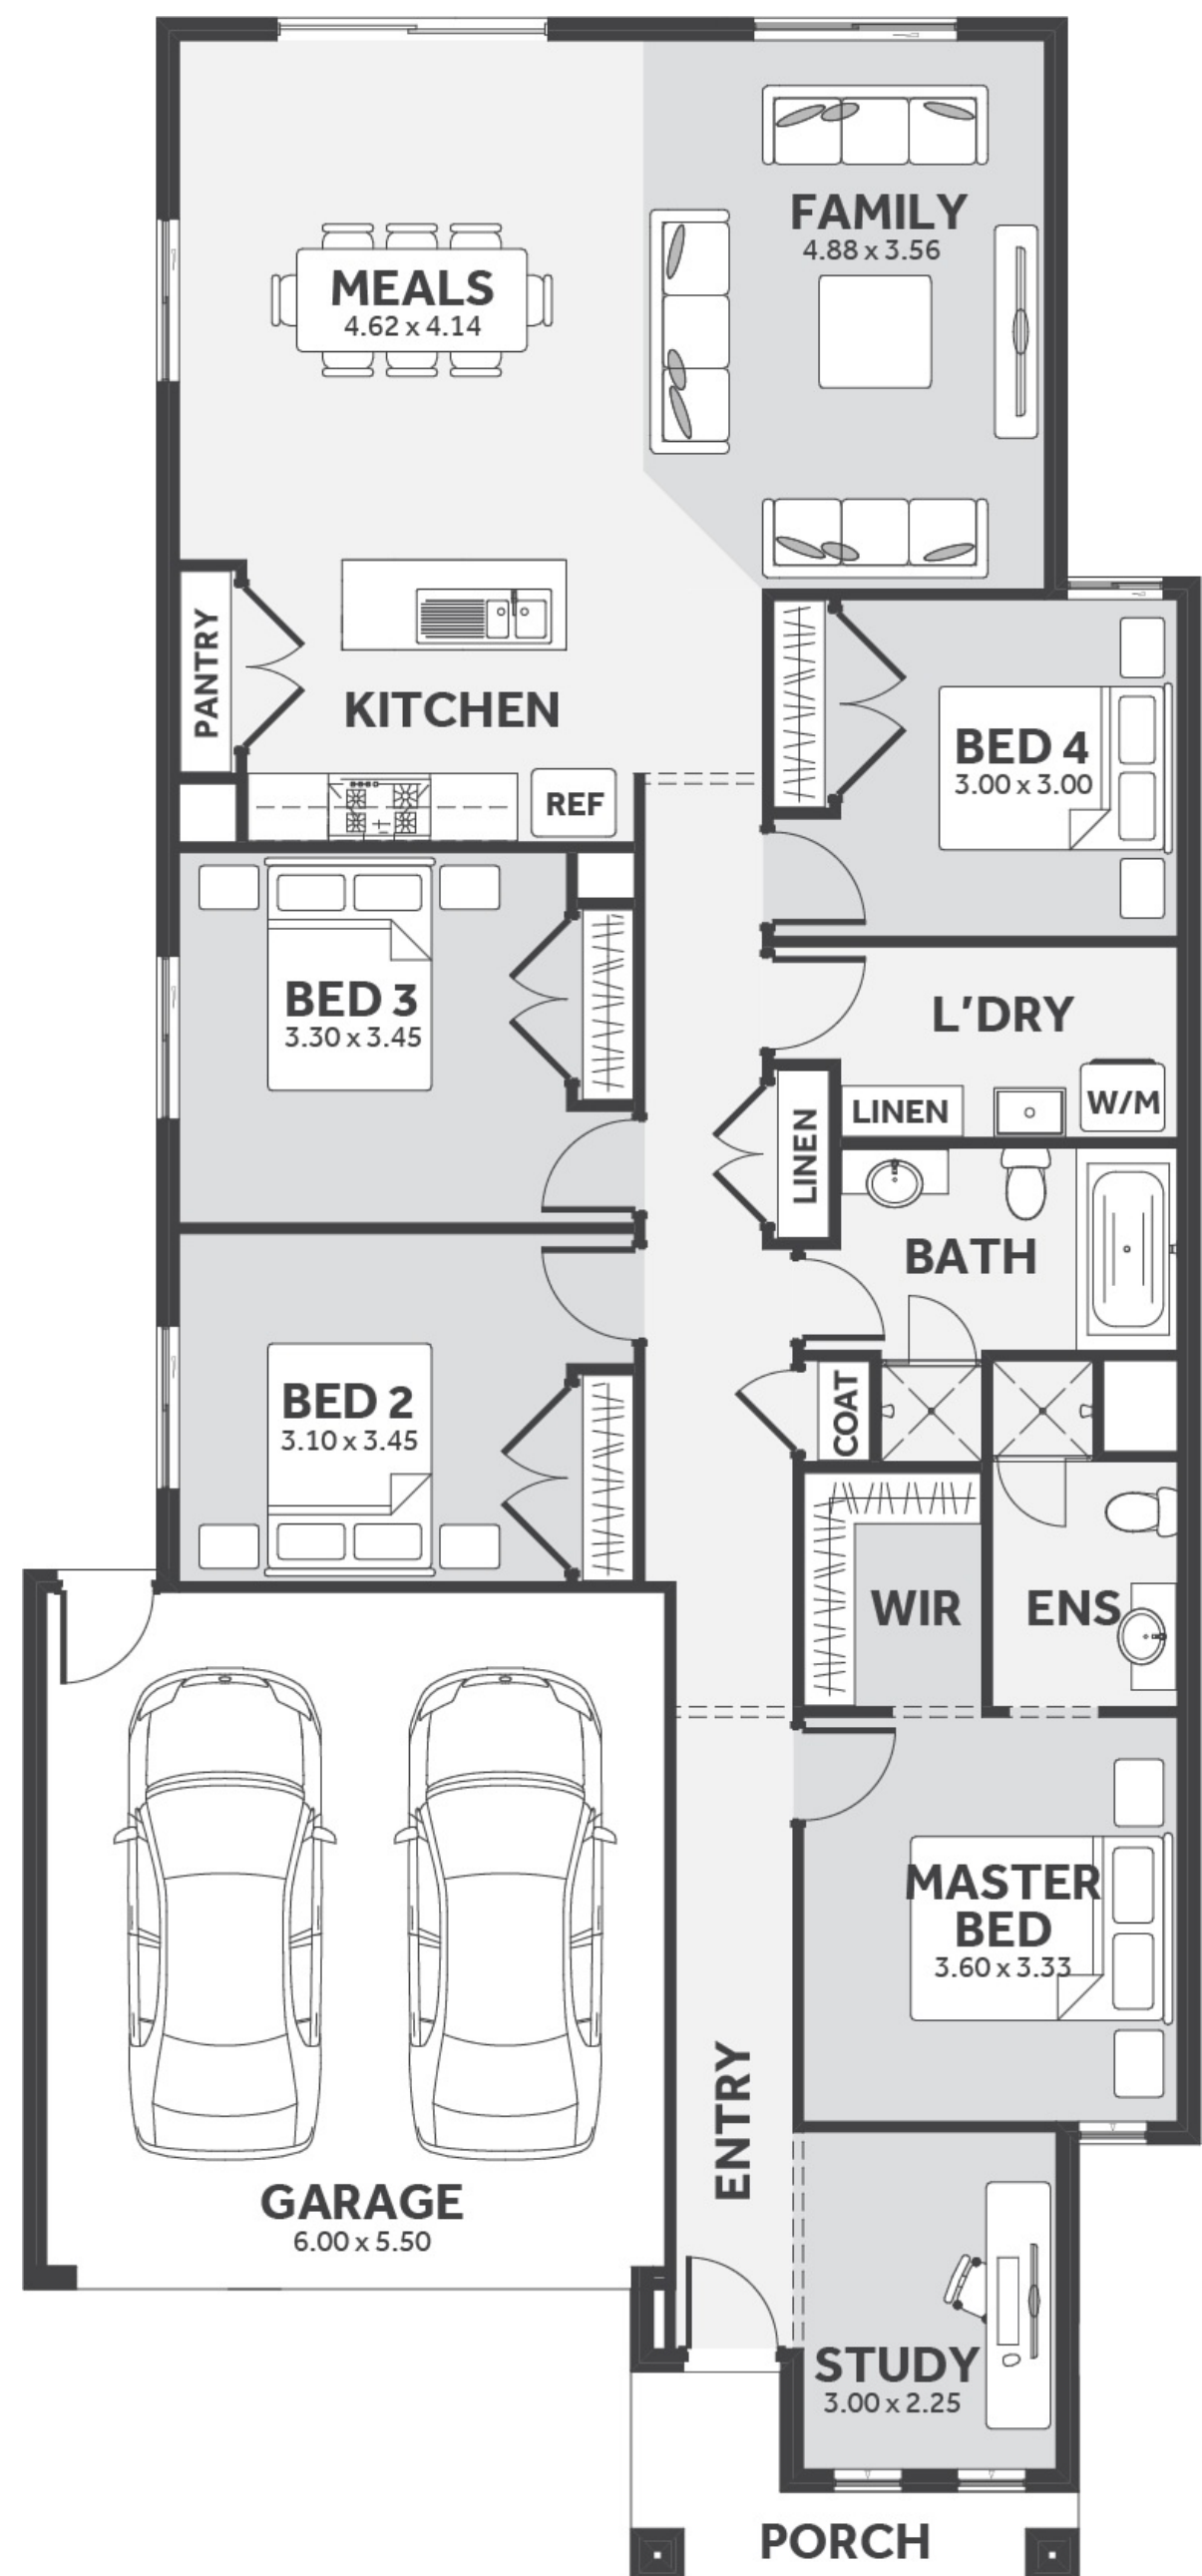 FAMILY
4.88 x 3.56
MEALS
4.62 x 4.14
PANTRY
KITCHEN
REF
BED 4
3.00 x 3.00
BED 3
3.30 x 3.45
L'DRY
LINEN
W/M
LINEN
BATH
BED 2
3.10 x 3.45
COAT
WIR
ENS
MASTER
BED
3.60 x 3.33
ENTRY
GARAGE
6.00 x 5.50
STUDY
3.00 x 2.25
PORCH